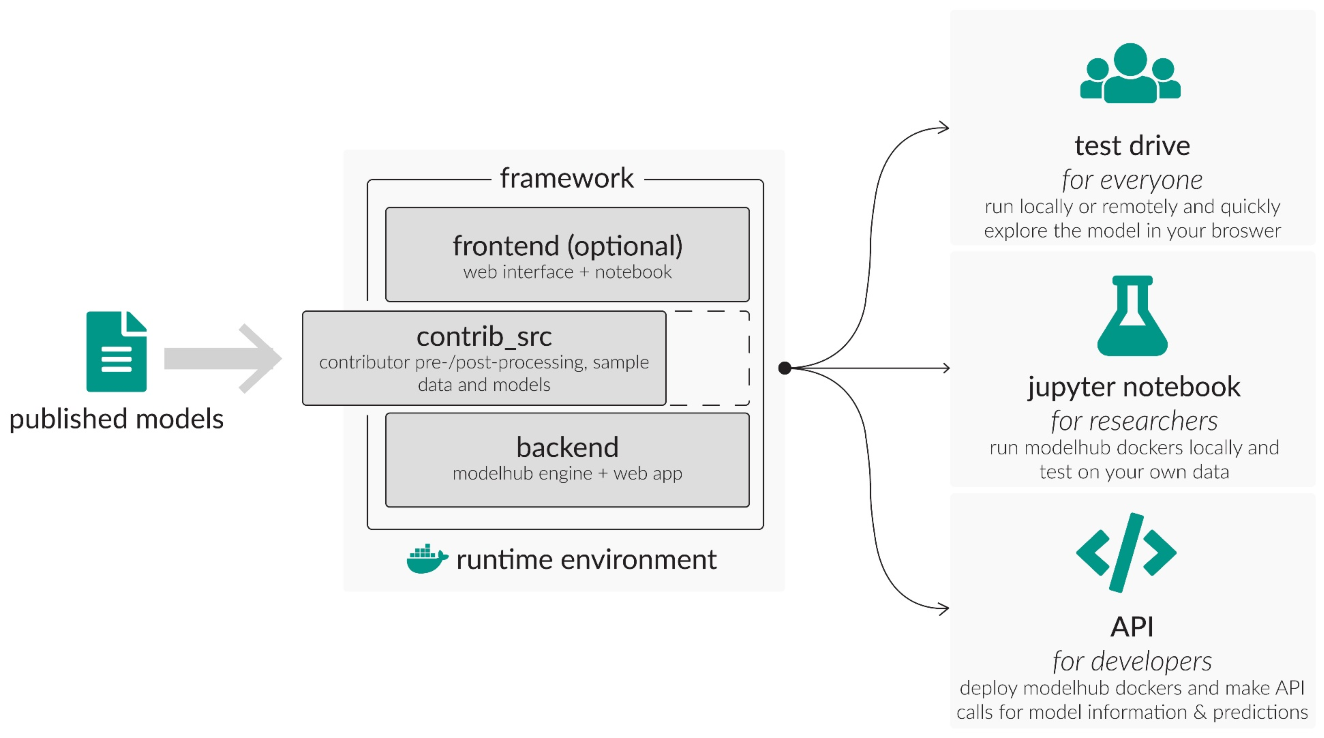 published models
framework
frontend (optional)
web interface + notebook
contrib_src
contributor pre-/post-processing, sample
data and models
backend
modelhub engine + web app
runtime environment
test drive
for everyone
run locally or remotely and quickly
explore the model in your broswer
jupyter notebook
for researchers
run modelhub dockers locally and
test on your own data
API
for developers
deploy modelhub dockers and make API
calls for model information & predictions